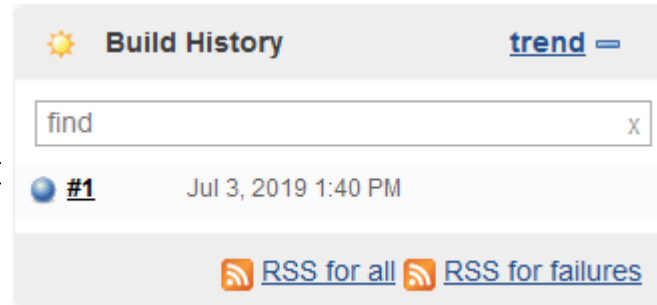 Build History trend
find x
#1 Jul 3, 2019 1:40 PM
RSS for all RSS for failures